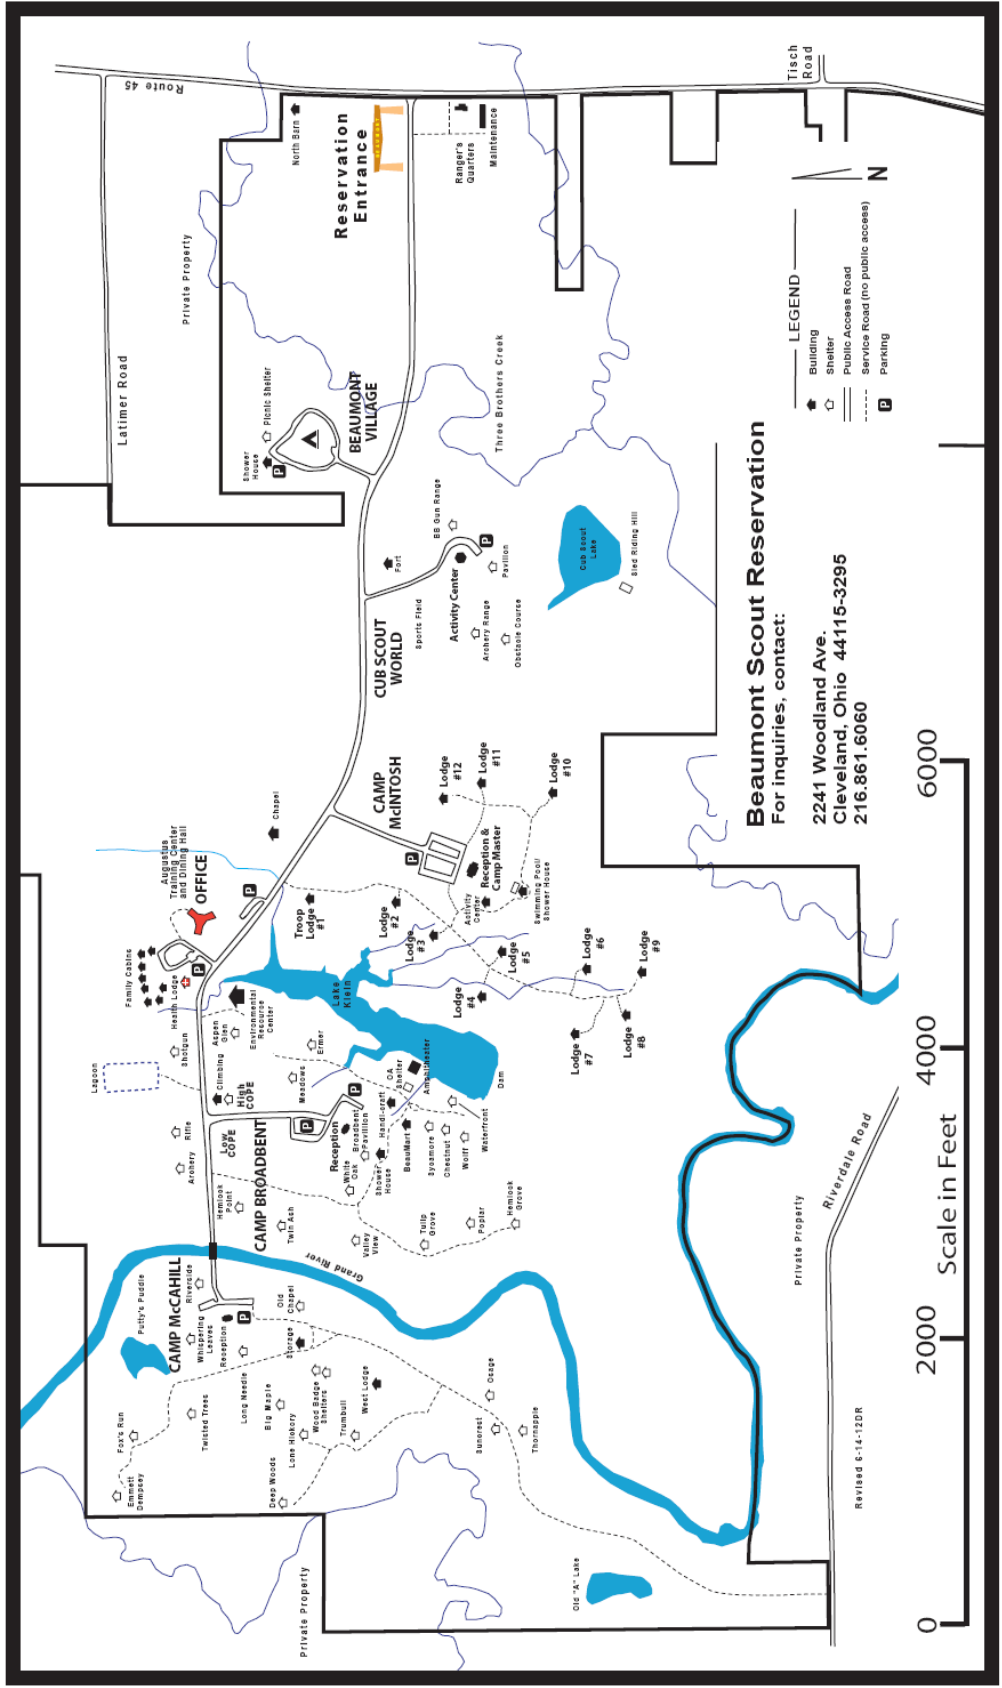 Route 45
Latimer Road
Tisch
Road
North Barn
Reservation
Entrance
BEAUMONT
Ranger's
Quarters
Maintenance
Private Property
Picnic Shelter
Shower
House
P
BEAUMONT
VILLAGE
Three Brothers Creek
N
LEGEND
Building
Shelter
Public Access Road
Service Road (no public access)
P
Parking
BB Gun Range
P
Pavilion
Fort
Activity Center
Sports Field
Archery Range
Obstacle Course
CUB SCOUT
WORLD
Cub Scout
Lake
Sled Riding Hill
Beaumont Scout Reservation
For inquiries, contact:
2241 Woodland Ave.
Cleveland, Ohio 44115-3295
216.861.6060
Chapel
Augustus
Training Center
and Dining Hall
OFFICE
P
CAMP
McINTOSH
P
Reception &
Camp Master
Lodge
#12
Lodge
#11
Lodge
#10
Swimming Pool/
Shower House
Activity
Center
Troop
Lodge
#1
Lodge
#2
Lodge
#3
Lodge
#4
Lodge
#5
Lodge
#6
Lodge
#7
Lodge
#8
Lodge
#9
Family Cabins
P
Health Lodge
Environmental
Resource
Center
Aspen
Glen
Lake
Klein
Shotgun
Lagoon
Climbing
High
COPE
Low
COPE
Meadows
Ermer
OA
Shelter
Amphitheater
Dam
Rifle
Archery
P
P
Reception
Broadbent
Pavillion
Handi-craft
BeauMart
White
Oak
Shower
House
Sycamore
Chestnut
Wolff
Waterfront
CAMP BROADBENT
Hemlock
Point
Twin Ash
Valley
View
Tulip
Grove
Poplar
Hemlock
Grove
Grand River
Putty's Puddle
CAMP McCAHILL
Riverside
Whispering
Leaves
Reception
P
Old
Chapel
Storage
Long Needle
Twisted Trees
Big Maple
Wood Badge
Shelters
Lone Hickory
Trumbull
West Lodge
Fox's Run
Emmett
Dempsey
Deep Woods
Osage
Suncrest
Thornapple
Old "A" Lake
Private Property
Private Property
Riverdale Road
Revised 6-14-12DR
Scale in Feet
0
2000
4000
6000